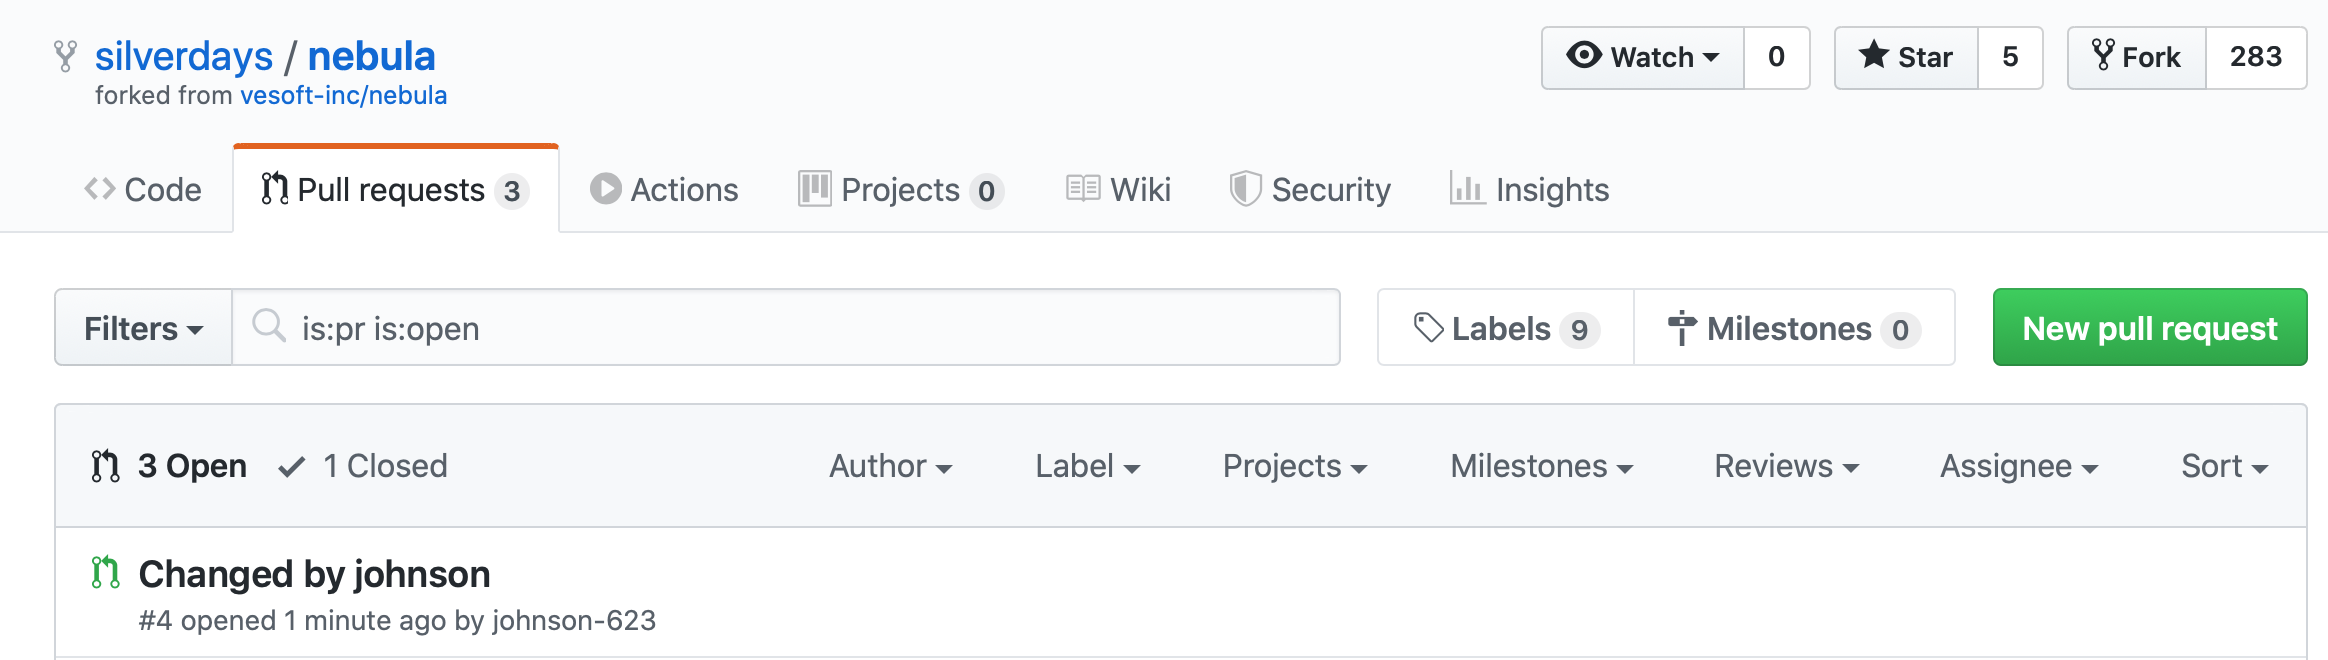 silverdays / nebula
forked from vesoft-inc/nebula
Watch 0 Star 5 Fork 283
Code Pull requests 3 Actions Projects 0 Wiki Security Insights
Filters is:pr is:open Labels 9 Milestones 0 New pull request
3 Open 1 Closed Author Label Projects Milestones Reviews Assignee Sort
Changed by johnson
#4 opened 1 minute ago by johnson-623